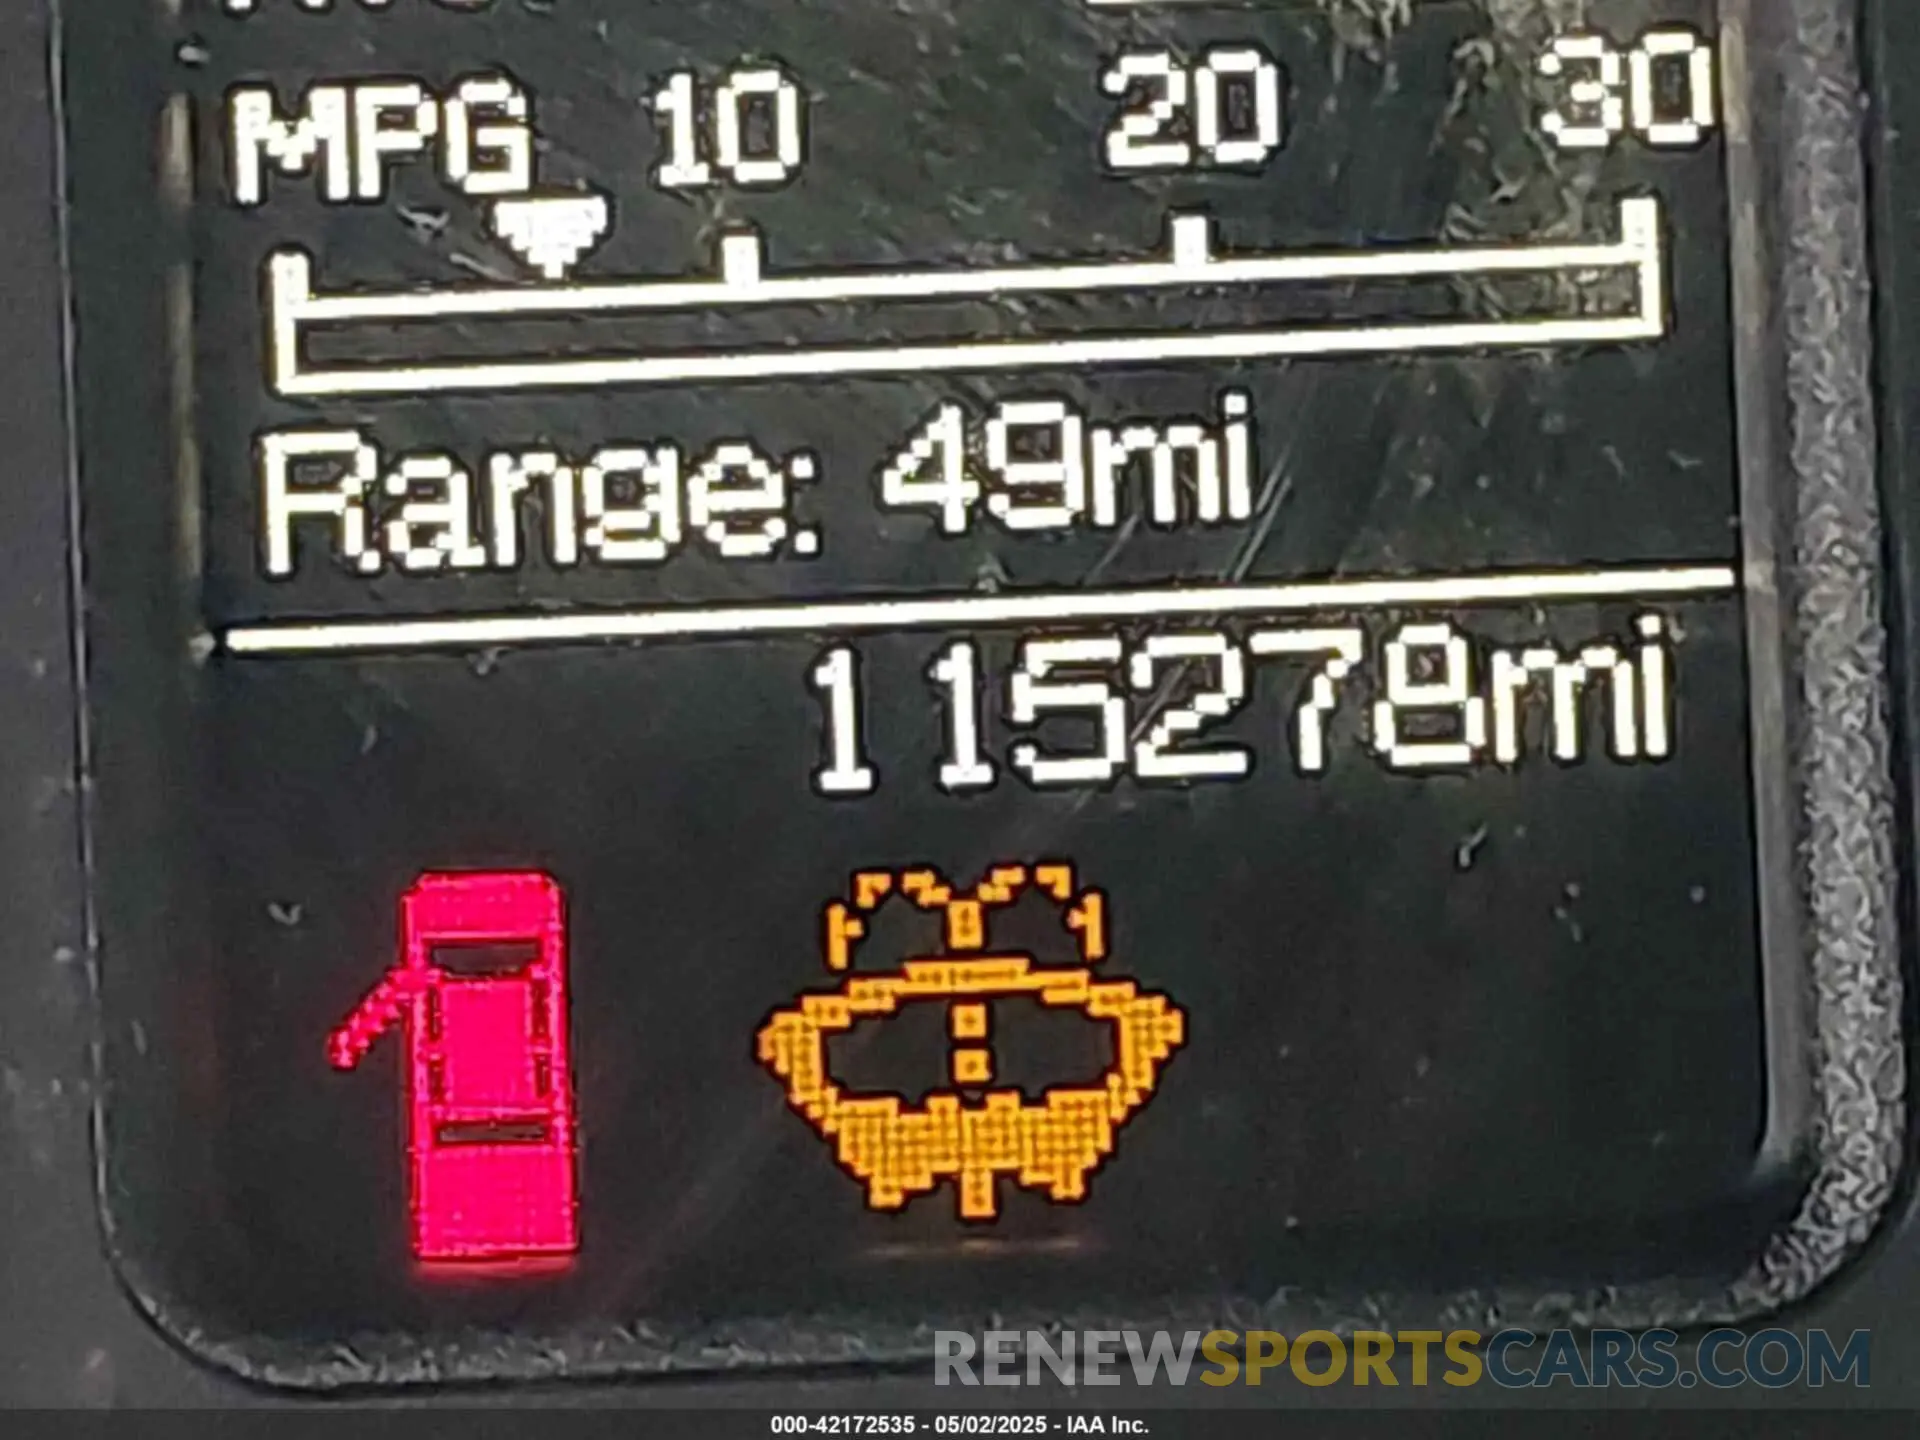 MPG 10 20 30
Range: 49mi
115278mi
RENEWSPORTSCARS.COM
000-42172535 - 05/02/2025 - IAA Inc.